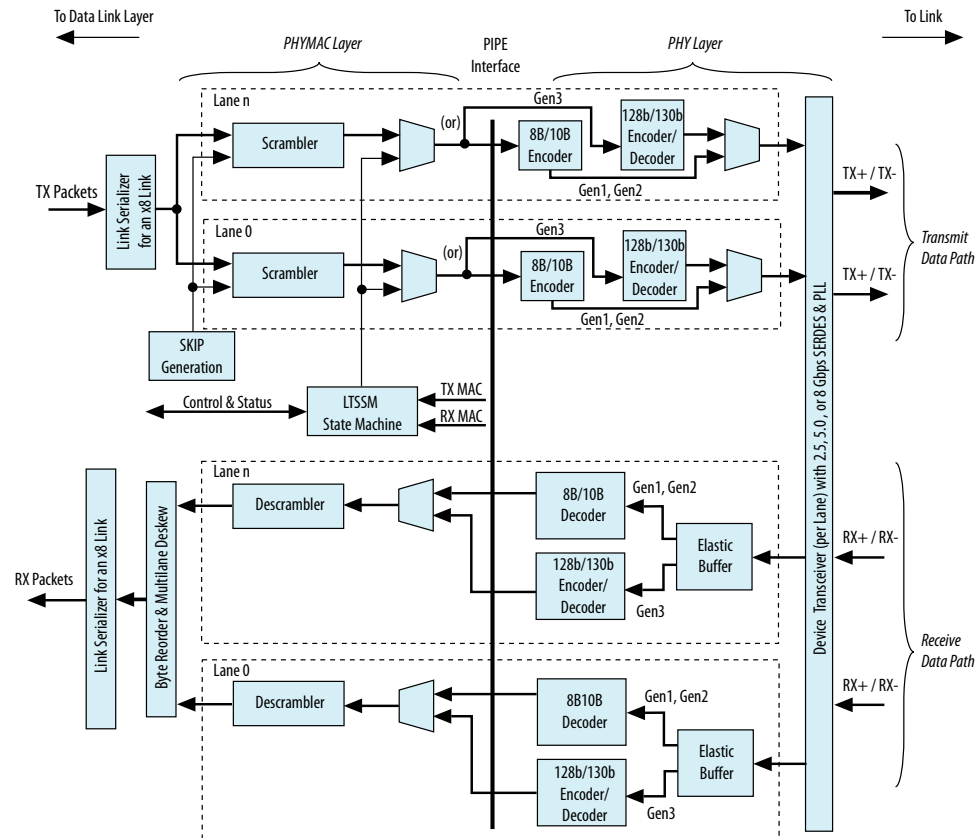 To Data Link Layer
PHYMAC Layer
PIPE
Interface
PHY Layer
To Link
Lane n
Scrambler
(or)
Gen3
8B/10B
Encoder
128b/130b
Encoder/
Decoder
Gen1, Gen2
TX Packets
Link Serializer
for an x8 Link
TX+ / TX-
Lane 0
Scrambler
(or)
Gen3
8B/10B
Encoder
128b/130b
Encoder/
Decoder
Gen1, Gen2
TX+ / TX-
Transmit
Data Path
SKIP
Generation
Control & Status
LTSSM
State Machine
TX MAC
RX MAC
Device Transceiver (per Lane) with 2.5, 5.0, or 8 Gbps SERDES & PLL
Lane n
Descrambler
8B/10B
Decoder
Gen1, Gen2
128b/130b
Encoder/
Decoder
Gen3
Elastic
Buffer
RX+ / RX-
RX Packets
Link Serializer for an x8 Link
Byte Reorder & Multilane Deskew
Receive
Data Path
Lane 0
Descrambler
8B10B
Decoder
Gen1, Gen2
128b/130b
Encoder/
Decoder
Gen3
Elastic
Buffer
RX+ / RX-